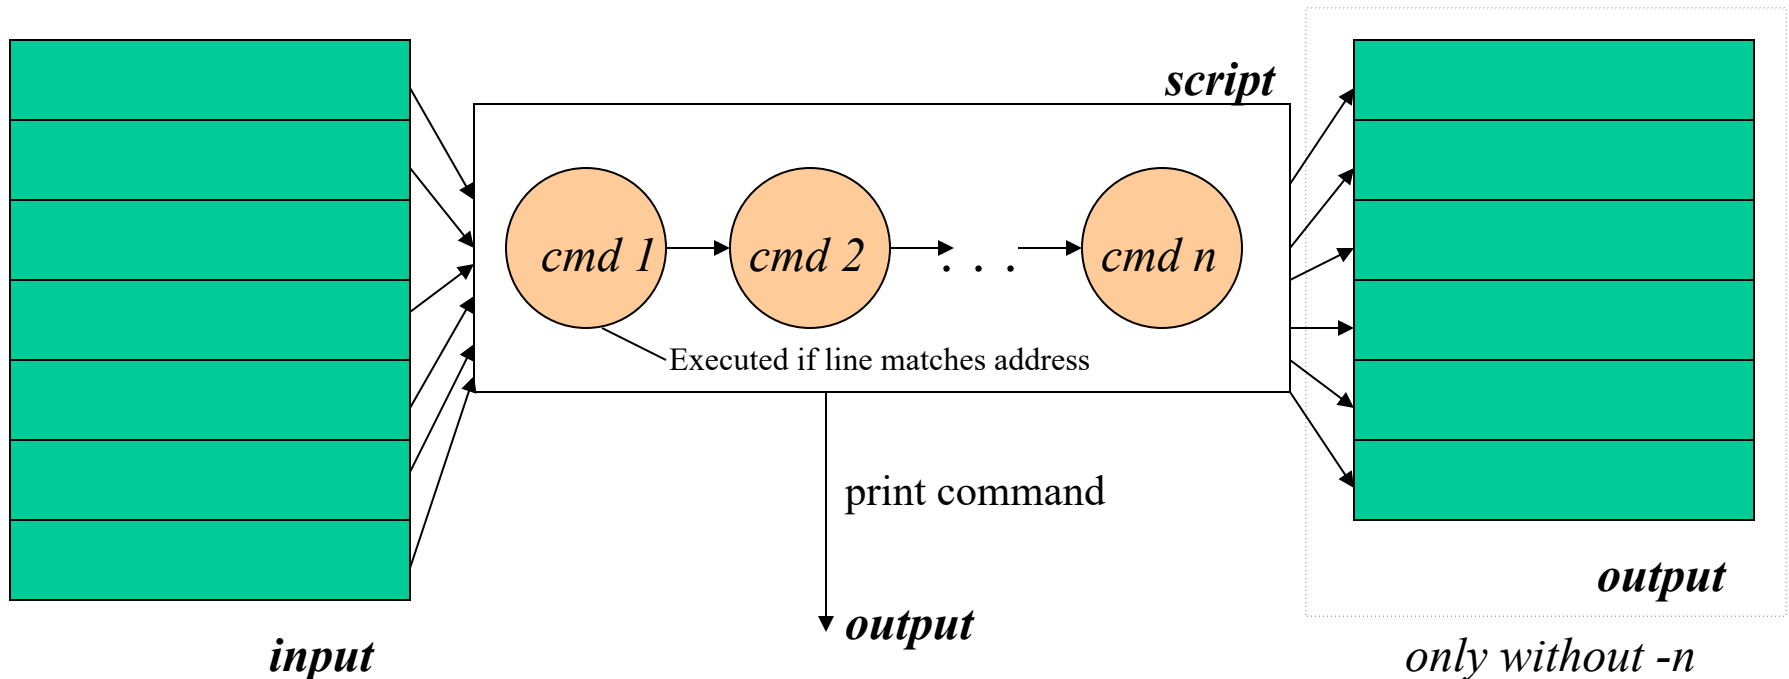 script
cmd 1
cmd 2
. . .
cmd n
Executed if line matches address
print command
output
output
input
only without -n